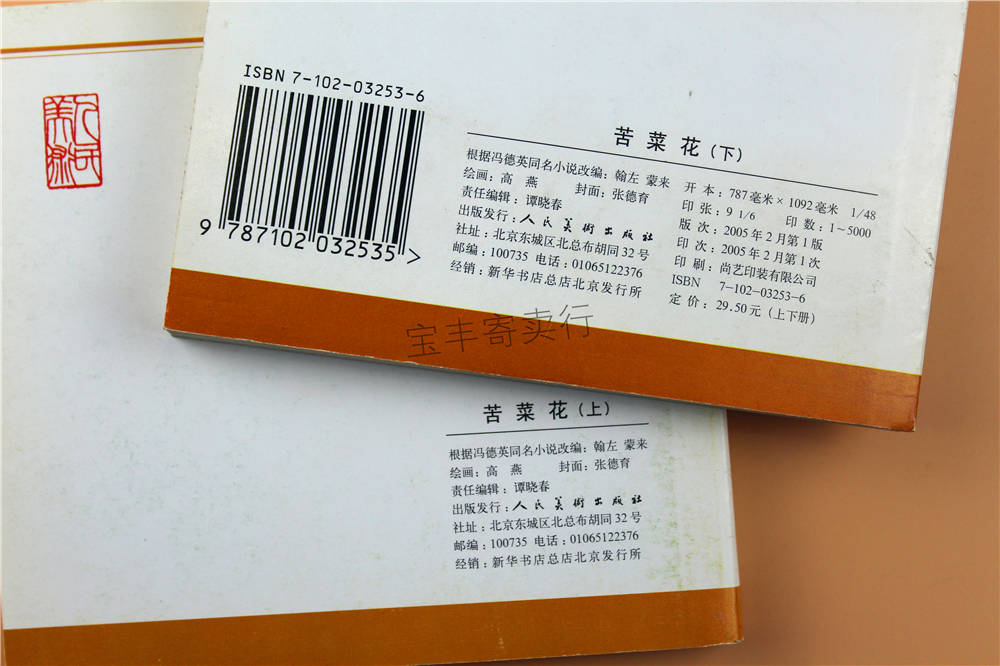 ISBN 7-102-03253-6
9 787102 032535 >
苦菜花(下)
根据冯德英同名小说改编：翰左 蒙来
绘画：高 燕 封面：张德育
责任编辑：谭晓春
出版发行：人民美術出版社
社址：北京东城区北总布胡同32号
邮编：100735 电话：01065122376
经销：新华书店总店北京发行所
开本：787毫米×1092毫米 1/48
印张：9 1/6 印数：1~5000
版次：2005年2月第1版
印次：2005年2月第1次
印刷：尚艺印装有限公司
ISBN 7-102-03253-6
定价：29.50元(上下册)
宝丰寄卖行
苦菜花(上)
根据冯德英同名小说改编：翰左 蒙来
绘画：高 燕 封面：张德育
责任编辑：谭晓春
出版发行：人民美術出版社
社址：北京东城区北总布胡同32号
邮编：100735 电话：01065122376
经销：新华书店总店北京发行所